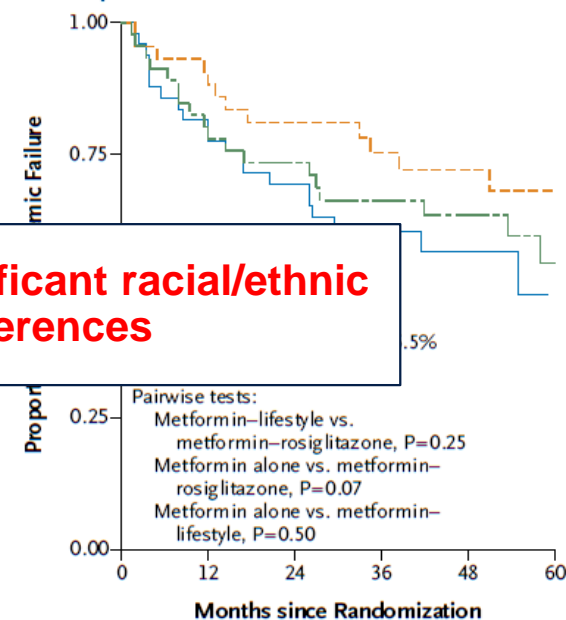 1.00
0.75
ficant racial/ethnic
erences
.5%
Pairwise tests:
Metformin–lifestyle vs.
metformin–rosiglitazone, P=0.25
Metformin alone vs. metformin–
rosiglitazone, P=0.07
Metformin alone vs. metformin–
lifestyle, P=0.50
0.25
0.00
0 12 24 36 48 60
Months since Randomization
Propor
mic Failure